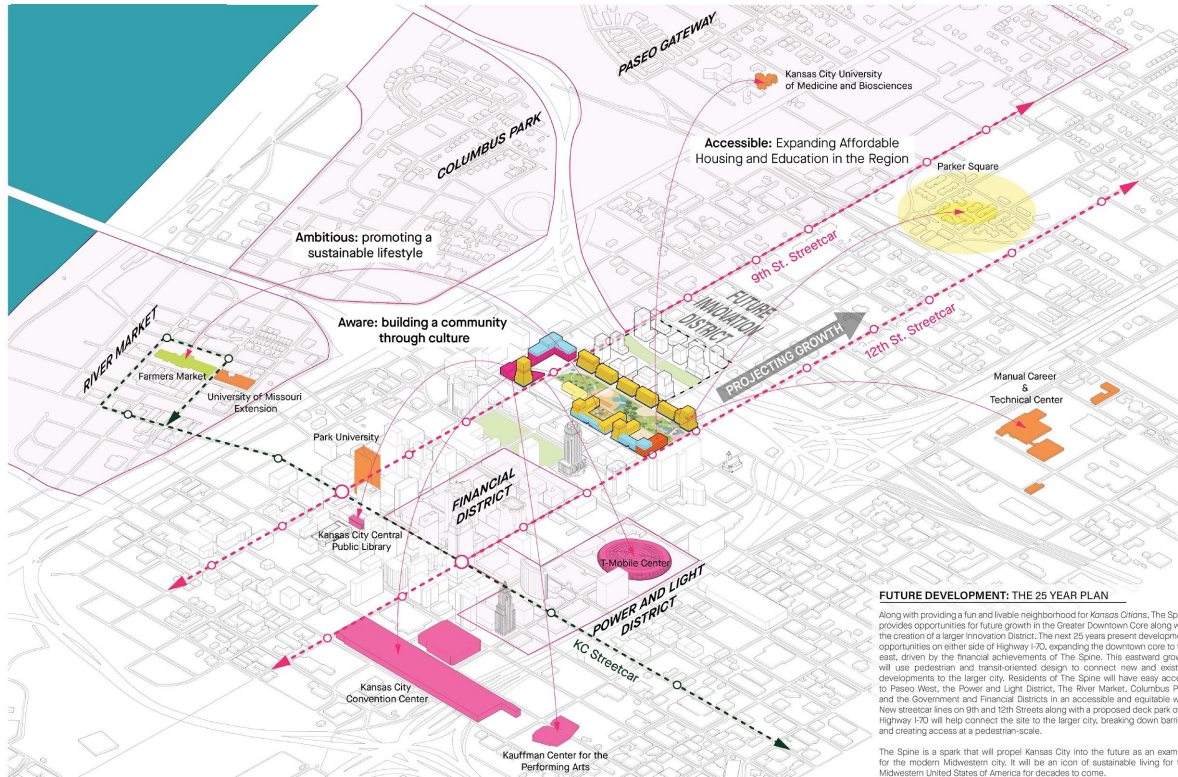 PASEO GATEWAY
Kansas City University
of Medicine and Biosciences
COLUMBUS PARK
Accessible: Expanding Affordable
Housing and Education in the Region
Parker Square
Ambitious: promoting a
sustainable lifestyle
9th St. Streetcar
FUTURE
INNOVATION
DISTRICT
12th St. Streetcar
Aware: building a community
through culture
PROJECTING GROWTH
RIVER MARKET
Farmers Market
University of Missouri
Extension
Manual Career
&
Technical Center
Park University
FINANCIAL
DISTRICT
Kansas City Central
Public Library
T-Mobile Center
POWER AND LIGHT
DISTRICT
KC Streetcar
Kansas City
Convention Center
Kauffman Center for the
Performing Arts
FUTURE DEVELOPMENT: THE 25 YEAR PLAN
Along with providing a fun and livable neighborhood for Kansas Citians, The Sp
provides opportunities for future growth in the Greater Downtown Core along w
the creation of a larger Innovation District. The next 25 years present developm
opportunities on either side of Highway I-70, expanding the downtown core to t
east, driven by the financial achievements of The Spine. This eastward grow
will use pedestrian and transit-oriented design to connect new and exist
developments to the larger city. Residents of The Spine will have easy acce
to Paseo West, the Power and Light District, The River Market, Columbus P
and the Government and Financial Districts in an accessible and equitable w
New streetcar lines on 9th and 12th Streets along with a proposed deck park o
Highway I-70 will help connect the site to the larger city, breaking down barri
and creating access at a pedestrian-scale.
The Spine is a spark that will propel Kansas City into the future as an exam
for the modern Midwestern city. It will be an icon of sustainable living for t
Midwestern United States of America for decades to come.